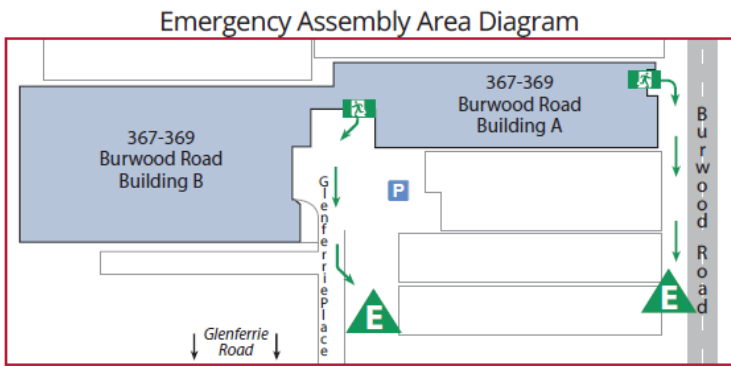 Emergency Assembly Area Diagram
367-369
Burwood Road
Building A
367-369
Burwood Road
Building B
Burwood Road
Glenferrie Place
P
E
E
Glenferrie
Road